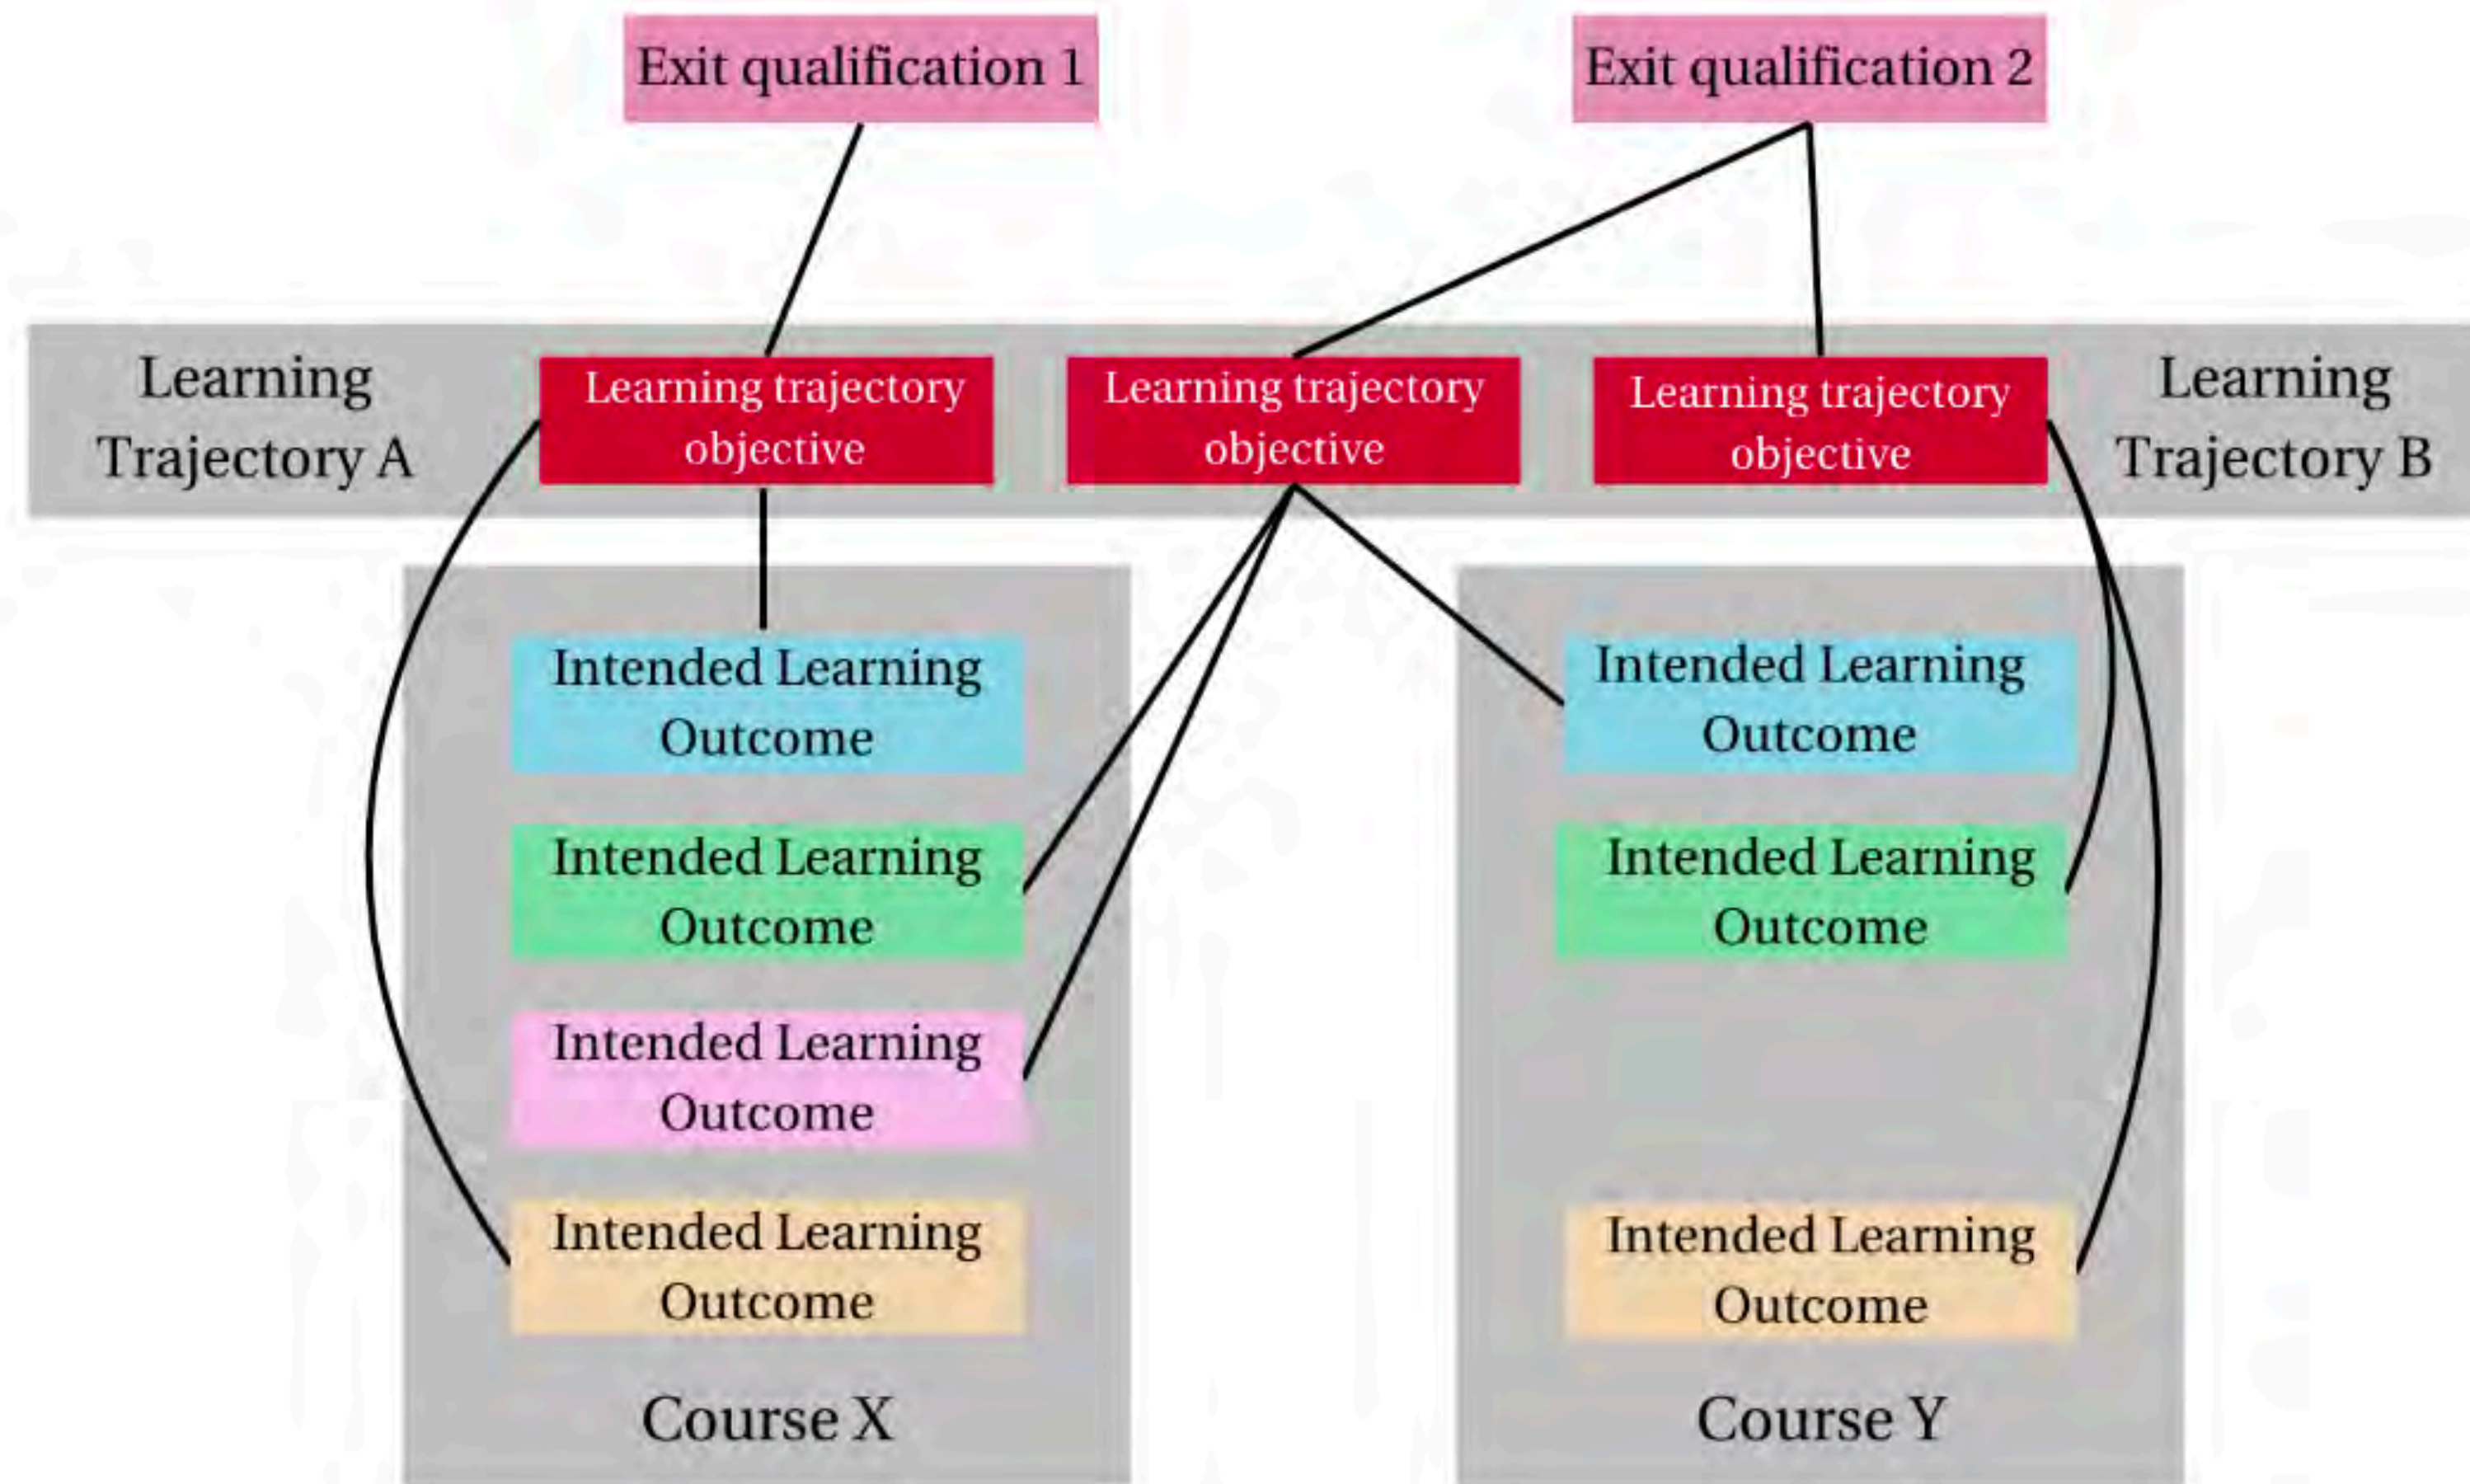 Exit qualification 1
Exit qualification 2
Learning
Trajectory A
Learning trajectory
objective
Learning trajectory
objective
Learning trajectory
objective
Learning
Trajectory B
Intended Learning
Outcome
Intended Learning
Outcome
Intended Learning
Outcome
Intended Learning
Outcome
Course X
Intended Learning
Outcome
Intended Learning
Outcome
Intended Learning
Outcome
Course Y